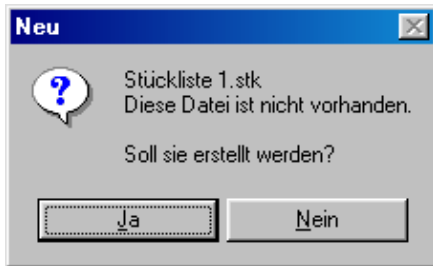 Neu
Stückliste 1.stk
Diese Datei ist nicht vorhanden.
Soll sie erstellt werden?
Ja Nein